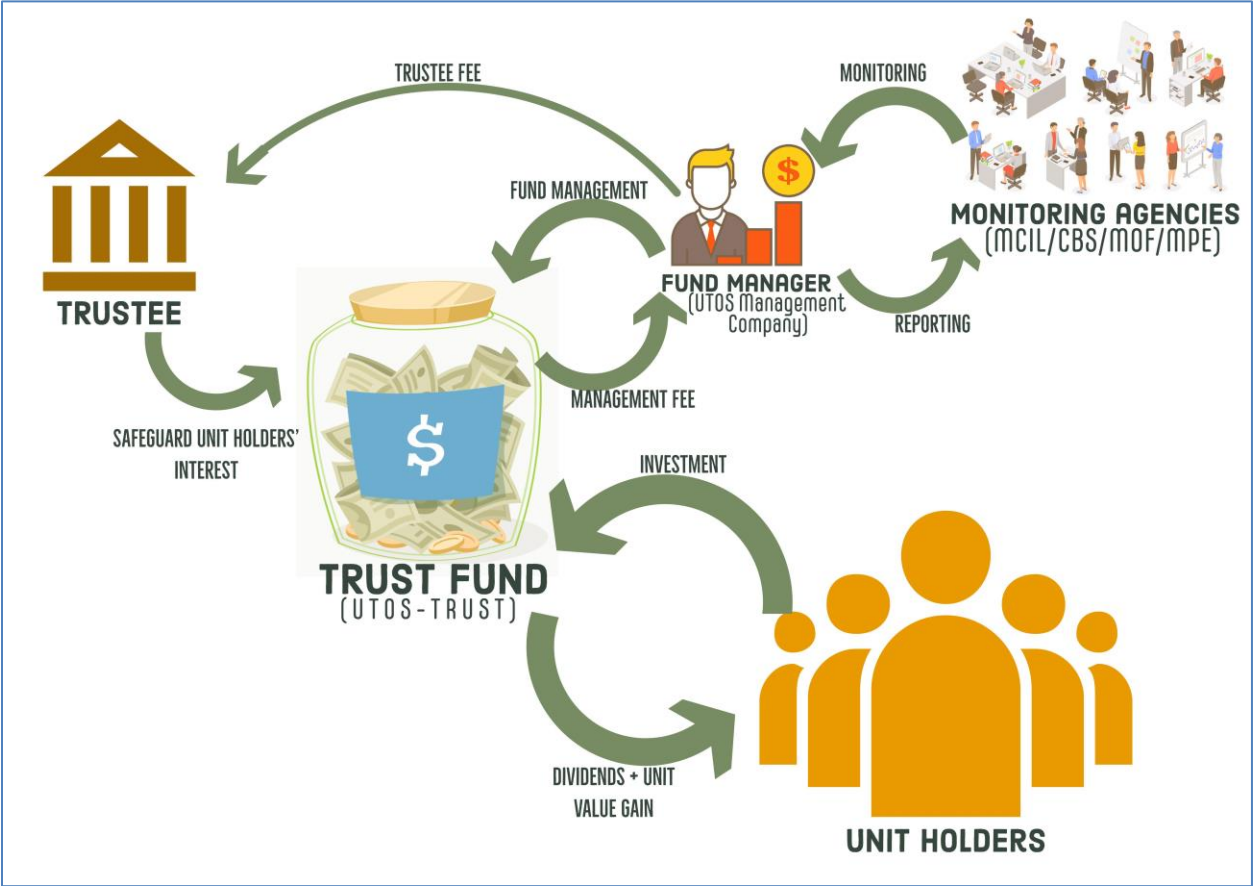 TRUSTEE FEE
MONITORING
FUND MANAGEMENT
$
MONITORING AGENCIES
(MCIL/CBS/MOF/MPE)
FUND MANAGER
(UTOS Management
Company)
TRUSTEE
REPORTING
MANAGEMENT FEE
SAFEGUARD UNIT HOLDERS'
INTEREST
$
INVESTMENT
TRUST FUND
(UTOS-TRUST)
DIVIDENDS + UNIT
VALUE GAIN
UNIT HOLDERS